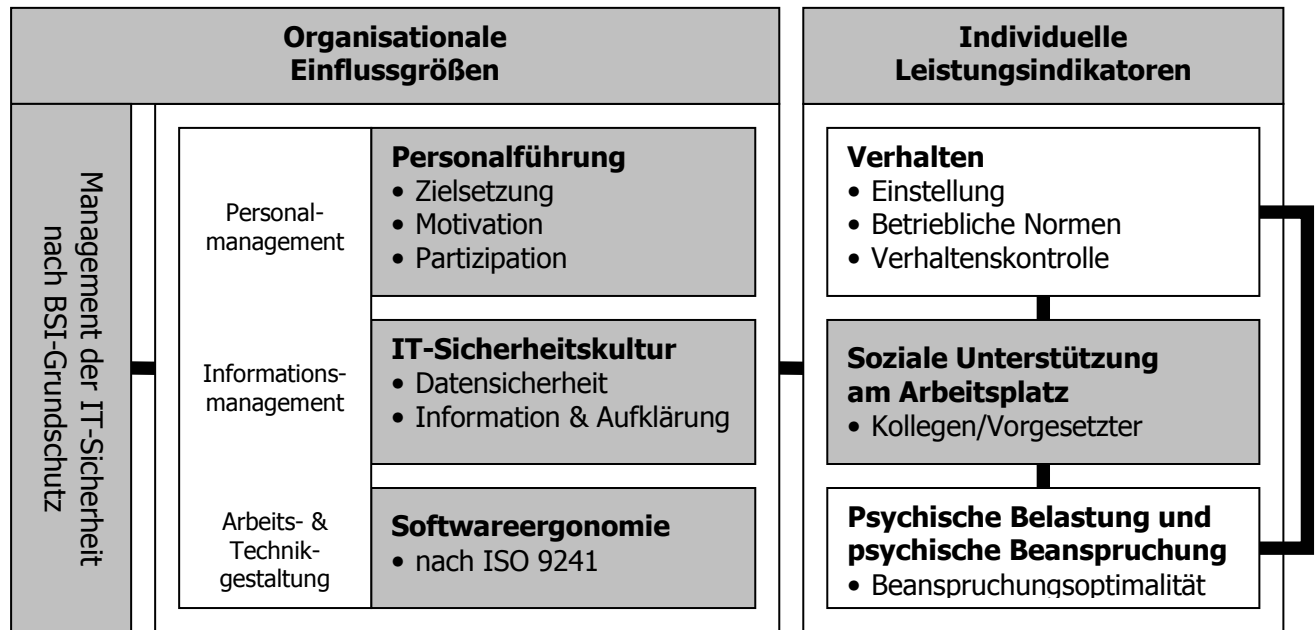 Organisationale
Einflussgrößen
Individuelle
Leistungsindikatoren
Management der IT-Sicherheit
nach BSI-Grundschutz
Personal-
management
Personalführung
• Zielsetzung
• Motivation
• Partizipation
Informations-
management
IT-Sicherheitskultur
• Datensicherheit
• Information & Aufklärung
Arbeits- &
Technik-
gestaltung
Softwareergonomie
• nach ISO 9241
Verhalten
• Einstellung
• Betriebliche Normen
• Verhaltenskontrolle
Soziale Unterstützung
am Arbeitsplatz
• Kollegen/Vorgesetzter
Psychische Belastung und
psychische Beanspruchung
• Beanspruchungsoptimalität